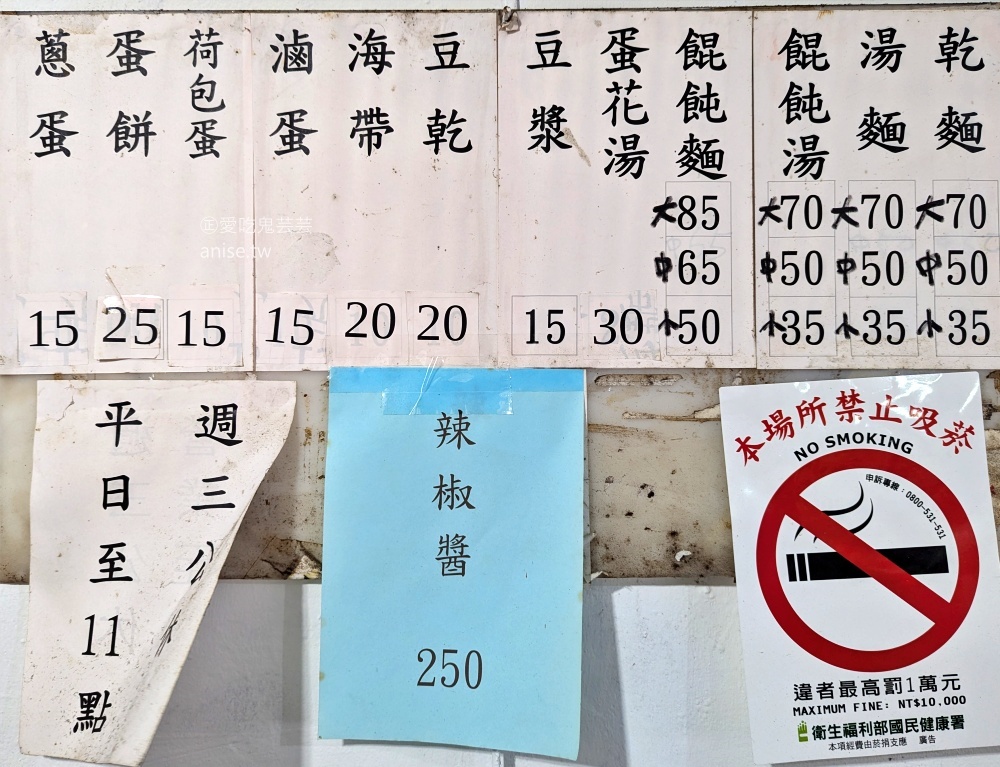 乾麵
大70
中50
小35
湯麵
大70
中50
小35
餛飩湯
大70
中50
小35
餛飩麵
大85
中65
小50
蛋花湯
30
豆漿
15
豆乾
20
海帶
20
滷蛋
15
荷包蛋
15
蛋餅
25
蔥蛋
15
愛吃鬼芸芸
anise.tw
週三公
平日至11點
辣椒醬
250
本場所禁止吸菸
NO SMOKING
申訴專線：0800-531-531
違者最高罰1萬元
MAXIMUM FINE: NT$10,000
衛生福利部國民健康署
本項經費由菸捐支應 廣告